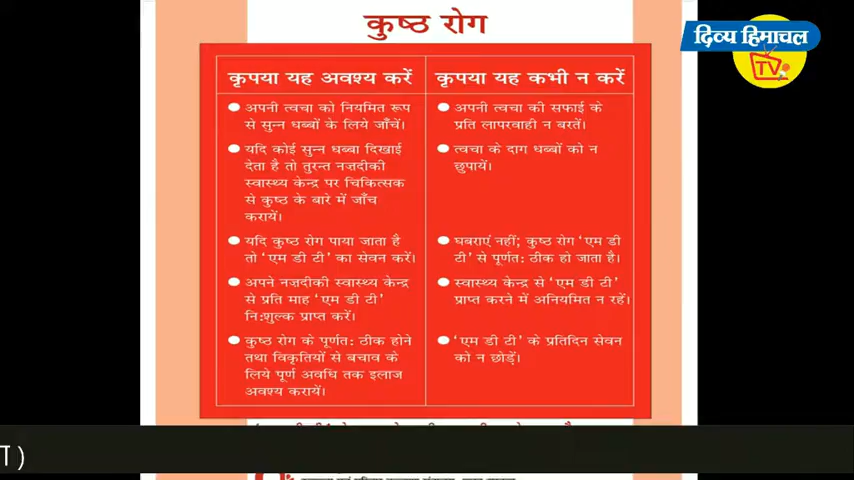 कुष्ठ रोग
दिव्य हिमाचल
TV
कृपया यह अवश्य करें
अपनी त्वचा को नियमित रूप
से सुन्न धब्बों के लिये जाँचें।
यदि कोई सुन्न धब्बा दिखाई
देता है तो तुरन्त नज़दीकी
स्वास्थ्य केन्द्र पर चिकित्सक
से कुष्ठ के बारे में जाँच
करायें।
यदि कुष्ठ रोग पाया जाता है
तो 'एम डी टी' का सेवन करें।
अपने नज़दीकी स्वास्थ्य केन्द्र
से प्रति माह 'एम डी टी'
नि:शुल्क प्राप्त करें।
कुष्ठ रोग के पूर्णत: ठीक होने
तथा विकृतियों से बचाव के
लिये पूर्ण अवधि तक इलाज
अवश्य करायें।
कृपया यह कभी न करें
अपनी त्वचा की सफाई के
प्रति लापरवाही न बरतें।
त्वचा के दाग धब्बों को न
छुपायें।
घबराएं नहीं; कुष्ठ रोग 'एम डी
टी' से पूर्णत: ठीक हो जाता है।
स्वास्थ्य केन्द्र से 'एम डी टी'
प्राप्त करने में अनियमित न रहें।
'एम डी टी' के प्रतिदिन सेवन
को न छोड़ें।
T)